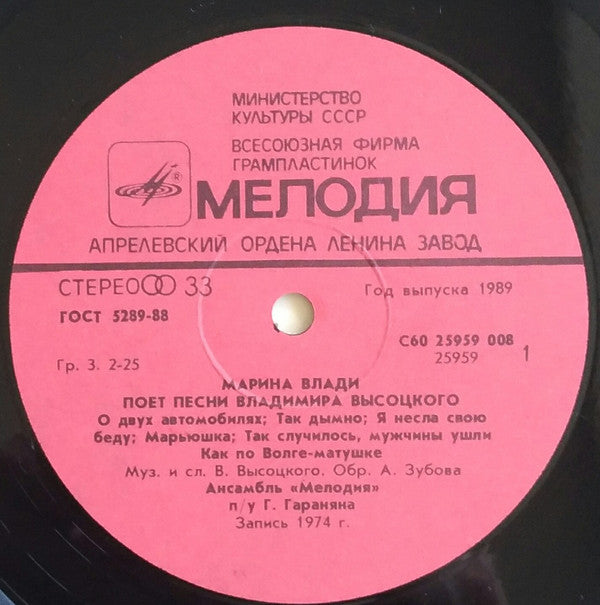 МИНИСТЕРСТВО
КУЛЬТУРЫ СССР
ВСЕСОЮЗНАЯ ФИРМА
ГРАМПЛАСТИНОК
® МЕЛОДИЯ
АПРЕЛЕВСКИЙ ОРДЕНА ЛЕНИНА ЗАВОД
СТЕРЕО 33
Год выпуска 1989
ГОСТ 5289-88
С60 25959 008
25959 1
Гр. 3. 2-25
МАРИНА ВЛАДИ
ПОЕТ ПЕСНИ ВЛАДИМИРА ВЫСОЦКОГО
О двух автомобилях; Так дымно; Я несла свою
беду; Марьюшка; Так случилось, мужчины ушли
Как по Волге-матушке
Муз. и сл. В. Высоцкого. Обр. А. Зубова
Ансамбль «Мелодия»
п/у Г. Гараняна
Запись 1974 г.